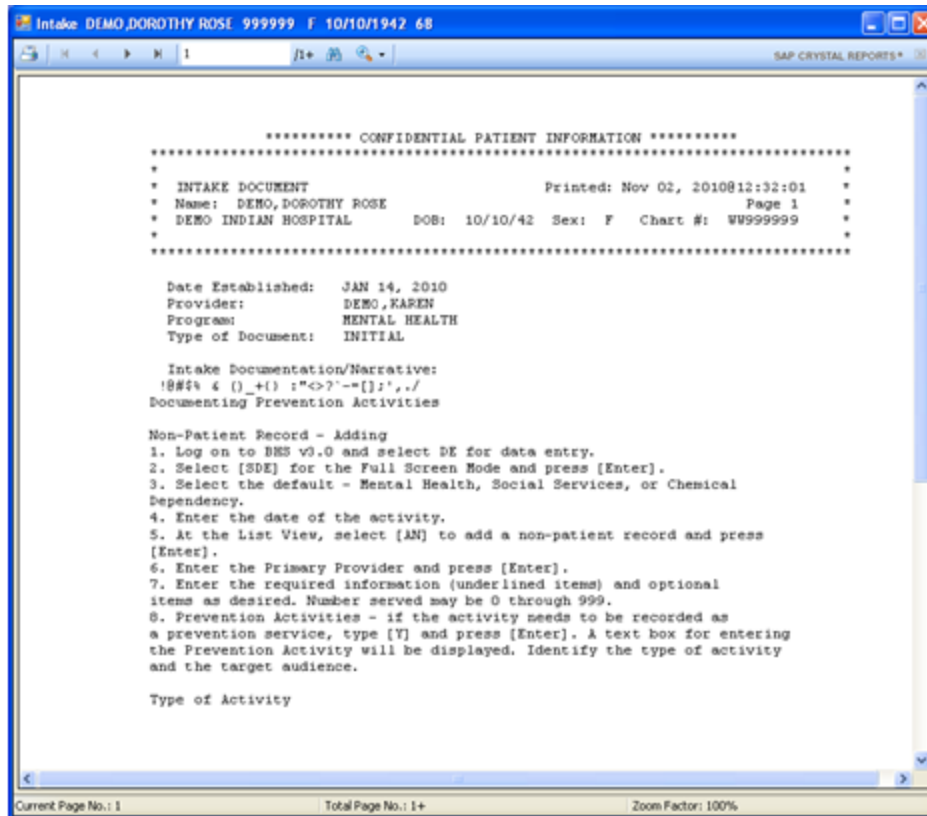 Intake DEMO,DOROTHY ROSE 999999 F 10/10/1942 68
1 /1+ SAP CRYSTAL REPORTS®
********** CONFIDENTIAL PATIENT INFORMATION **********
********************************************************************************
* *
* INTAKE DOCUMENT Printed: Nov 02, 2010@12:32:01 *
* Name: DEMO,DOROTHY ROSE Page 1 *
* DEMO INDIAN HOSPITAL DOB: 10/10/42 Sex: F Chart #: WW999999 *
* *
********************************************************************************
Date Established: JAN 14, 2010
Provider: DEMO,KAREN
Program: MENTAL HEALTH
Type of Document: INITIAL
Intake Documentation/Narrative:
!@#$% & ()_+() :"<>?`-=[];',./
Documenting Prevention Activities
Non-Patient Record - Adding
1. Log on to BHS v3.0 and select DE for data entry.
2. Select [SDE] for the Full Screen Mode and press [Enter].
3. Select the default - Mental Health, Social Services, or Chemical
Dependency.
4. Enter the date of the activity.
5. At the List View, select [AN] to add a non-patient record and press
[Enter].
6. Enter the Primary Provider and press [Enter].
7. Enter the required information (underlined items) and optional
items as desired. Number served may be 0 through 999.
8. Prevention Activities - if the activity needs to be recorded as
a prevention service, type [Y] and press [Enter]. A text box for entering
the Prevention Activity will be displayed. Identify the type of activity
and the target audience.
Type of Activity
Current Page No.: 1 Total Page No.: 1+ Zoom Factor: 100%